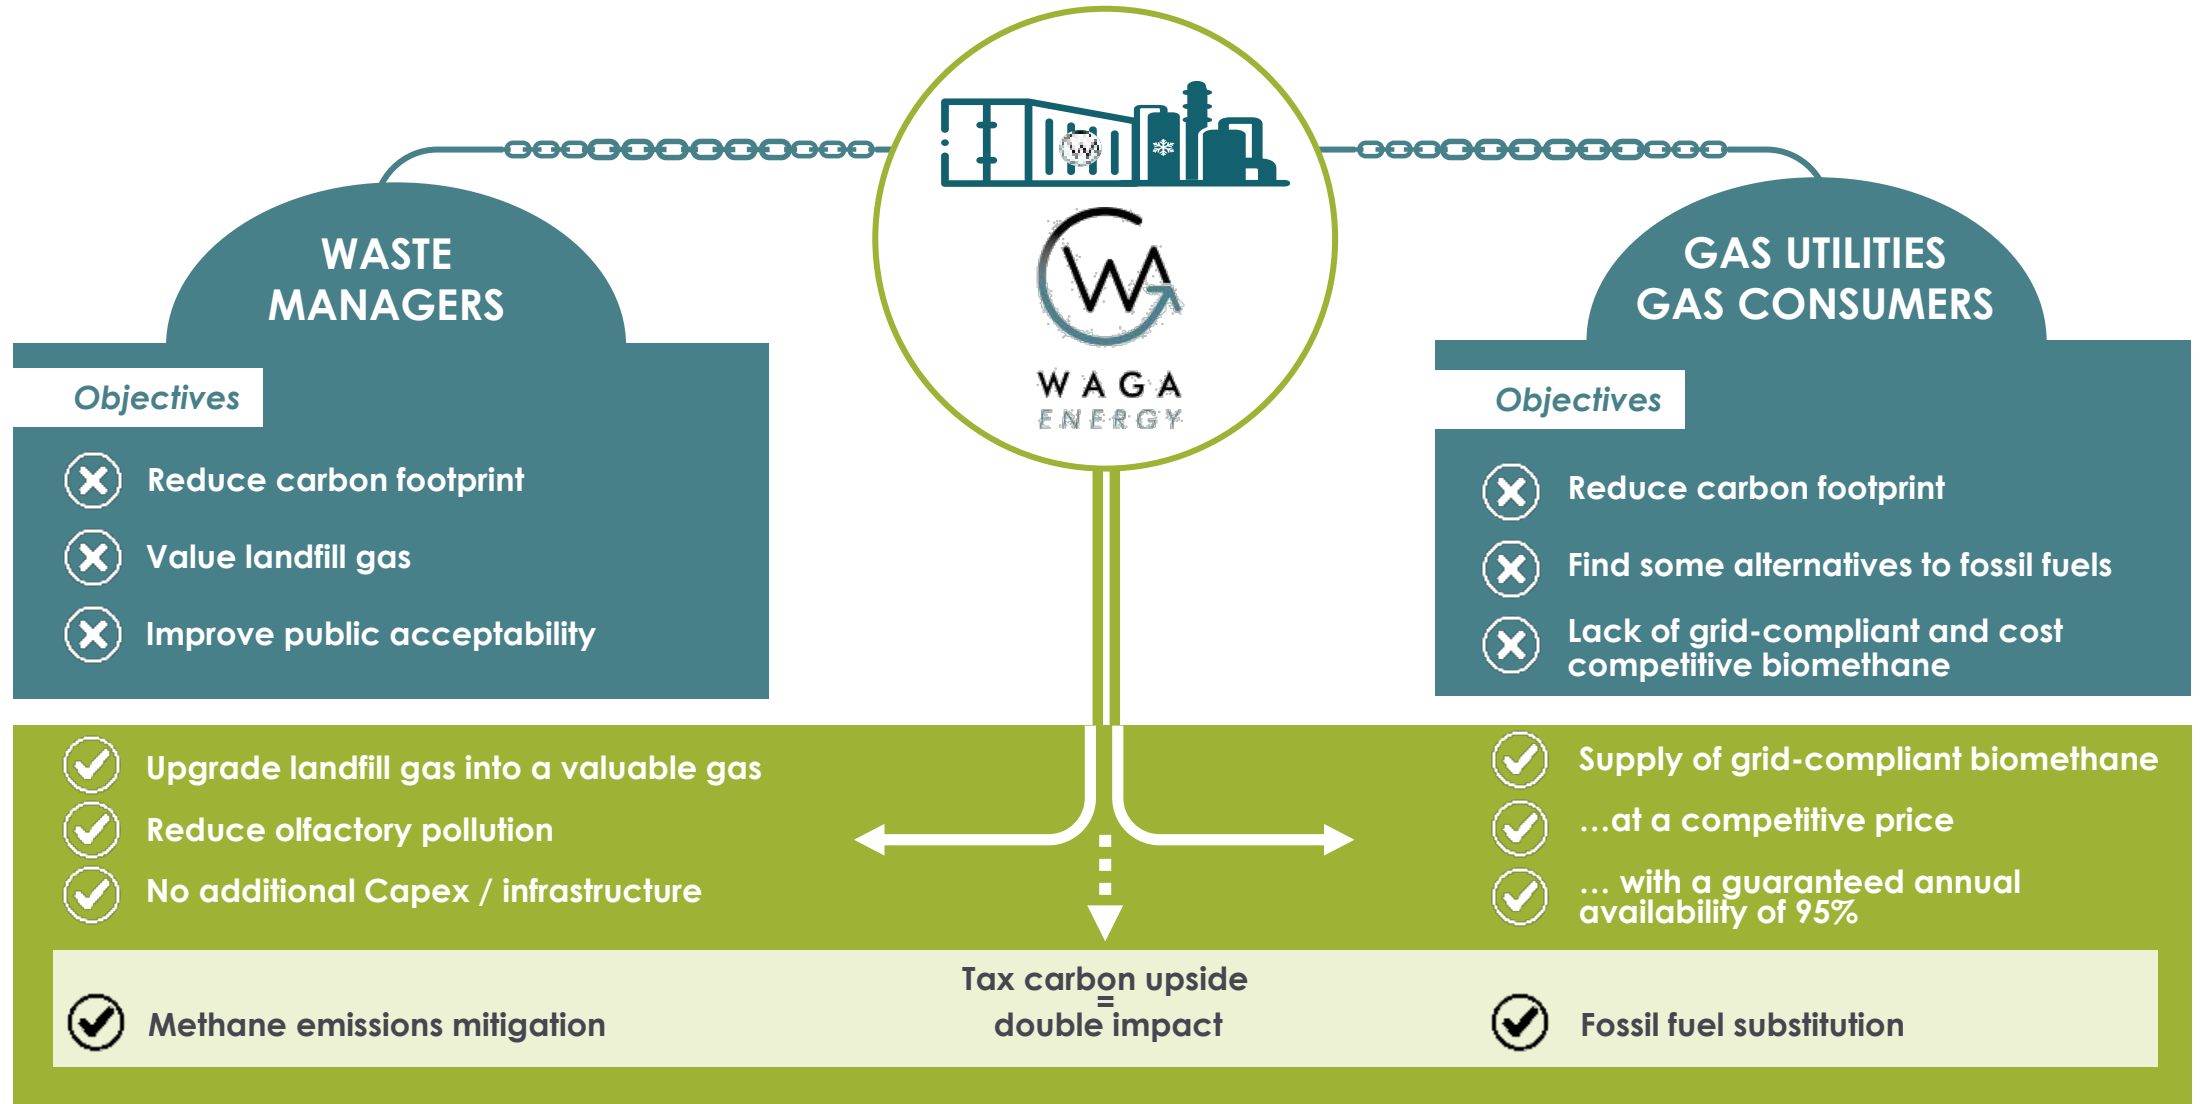 WASTE
MANAGERS
Objectives
Reduce carbon footprint
Value landfill gas
Improve public acceptability
WA
WAGA
ENERGY
GAS UTILITIES
GAS CONSUMERS
Objectives
Reduce carbon footprint
Find some alternatives to fossil fuels
Lack of grid-compliant and cost
competitive biomethane
Upgrade landfill gas into a valuable gas
Reduce olfactory pollution
No additional Capex / infrastructure
Supply of grid-compliant biomethane
...at a competitive price
... with a guaranteed annual
availability of 95%
Methane emissions mitigation
Tax carbon upside
=
double impact
Fossil fuel substitution